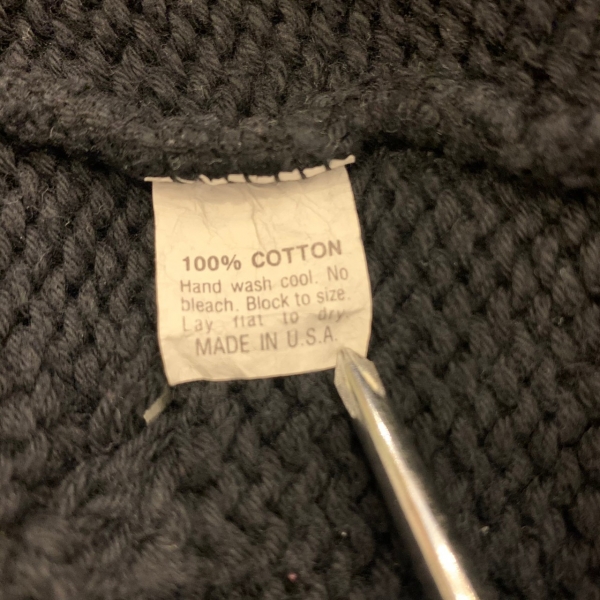 100% COTTON
Hand wash cool. No
bleach. Block to size.
Lay flat to dry.
MADE IN U.S.A.